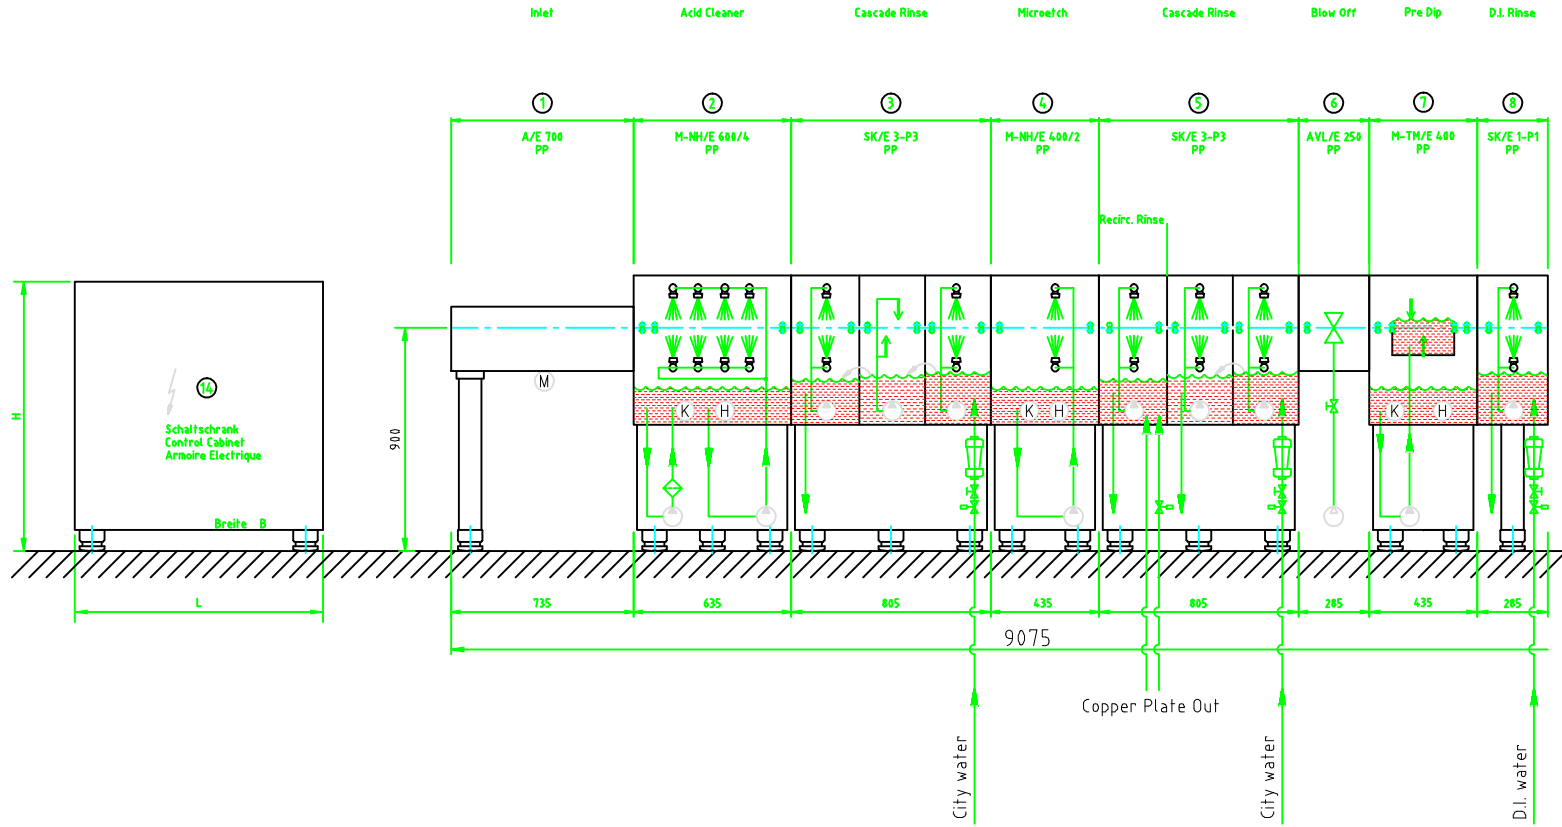 Inlet
Acid Cleaner
Cascade Rinse
Microetch
Cascade Rinse
Blow Off
Pre Dip
D.I. Rinse
1
2
3
4
5
6
7
8
A/E 700
PP
M-NH/E 600/4
PP
SK/E 3-P3
PP
M-NH/E 400/2
PP
SK/E 3-P3
PP
AVL/E 250
PP
M-TM/E 400
PP
SK/E 1-P1
PP
Recirc. Rinse
14
M
K
H
K
H
K
H
H
900
Schaltschrank
Control Cabinet
Armoire Electrique
Breite B
L
735
635
805
435
805
285
435
285
9075
Copper Plate Out
City water
City water
D.I. water